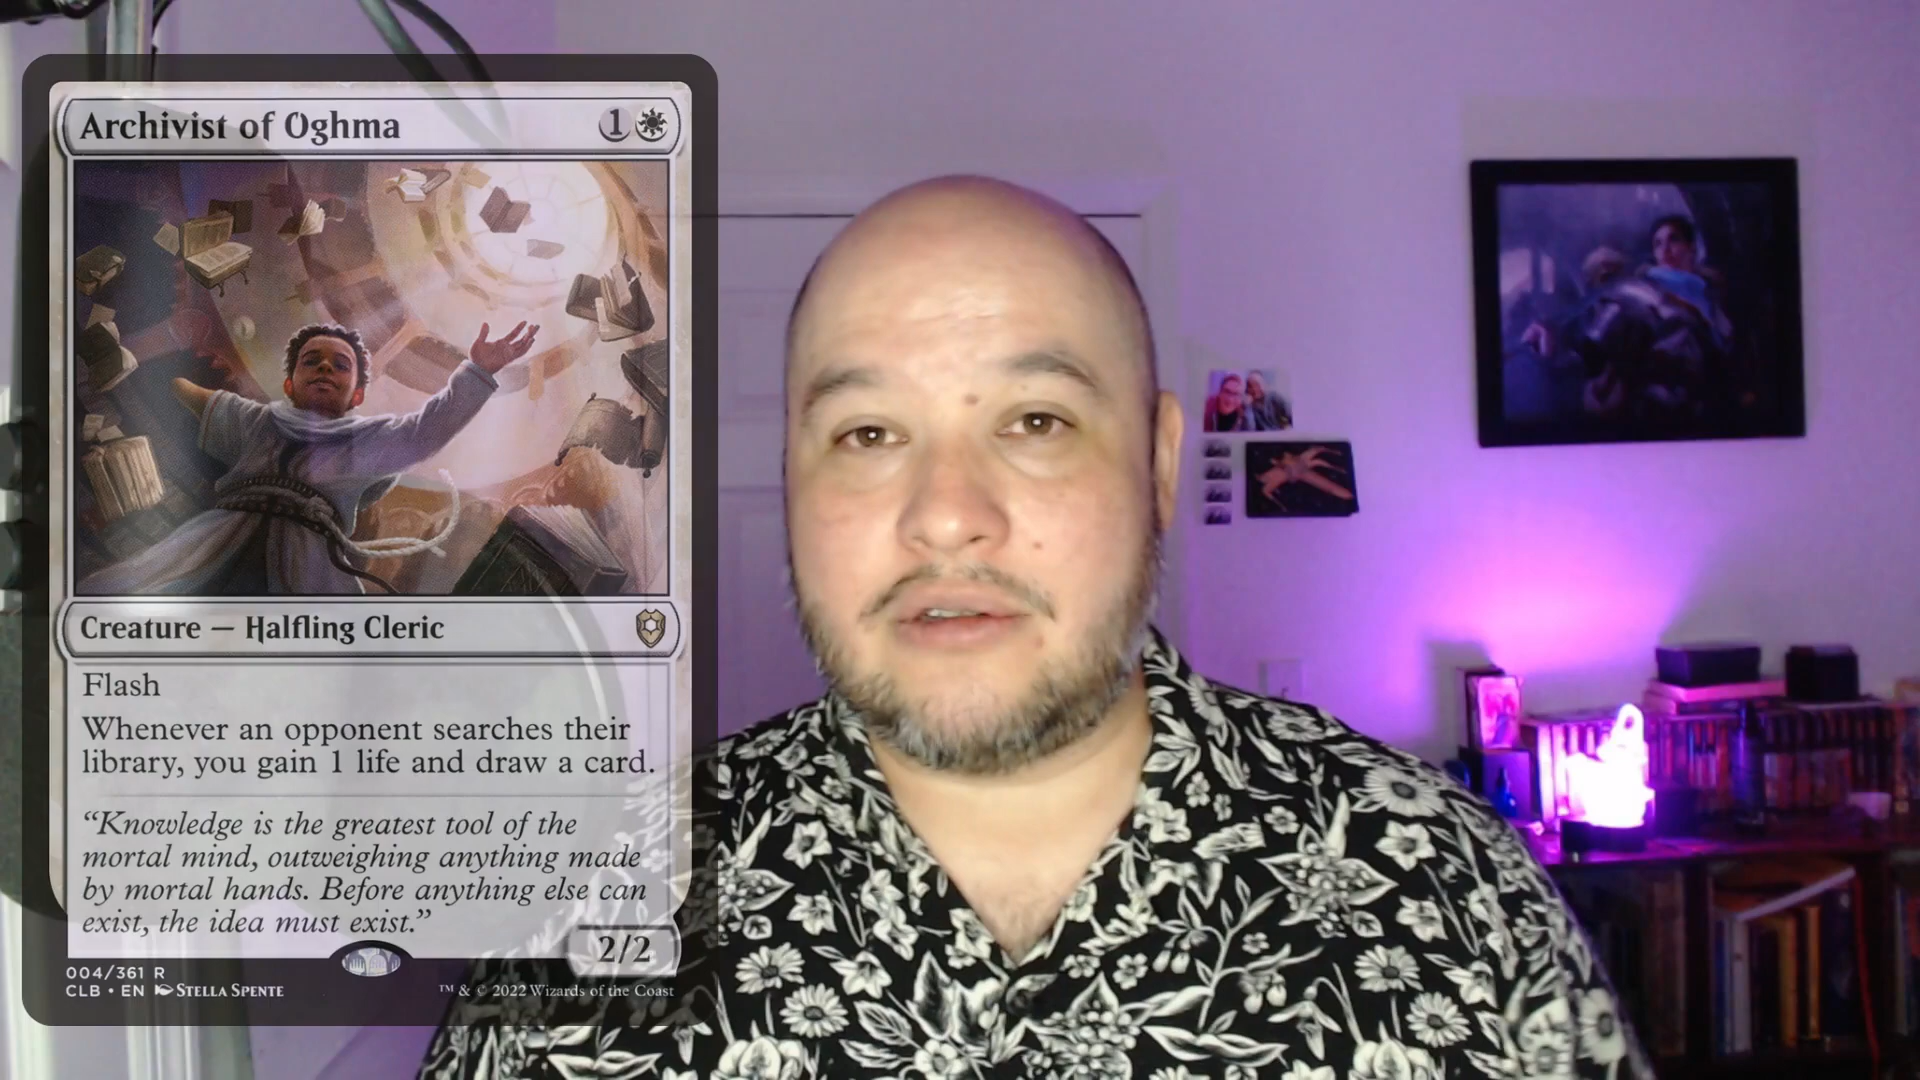 Archivist of Oghma 1
Creature — Halfling Cleric
Flash
Whenever an opponent searches their
library, you gain 1 life and draw a card.
“Knowledge is the greatest tool of the
mortal mind, outweighing anything made
by mortal hands. Before anything else can
exist, the idea must exist.”
2/2
004/361 R
CLB • EN STELLA SPENTE
™ & © 2022 Wizards of the Coast